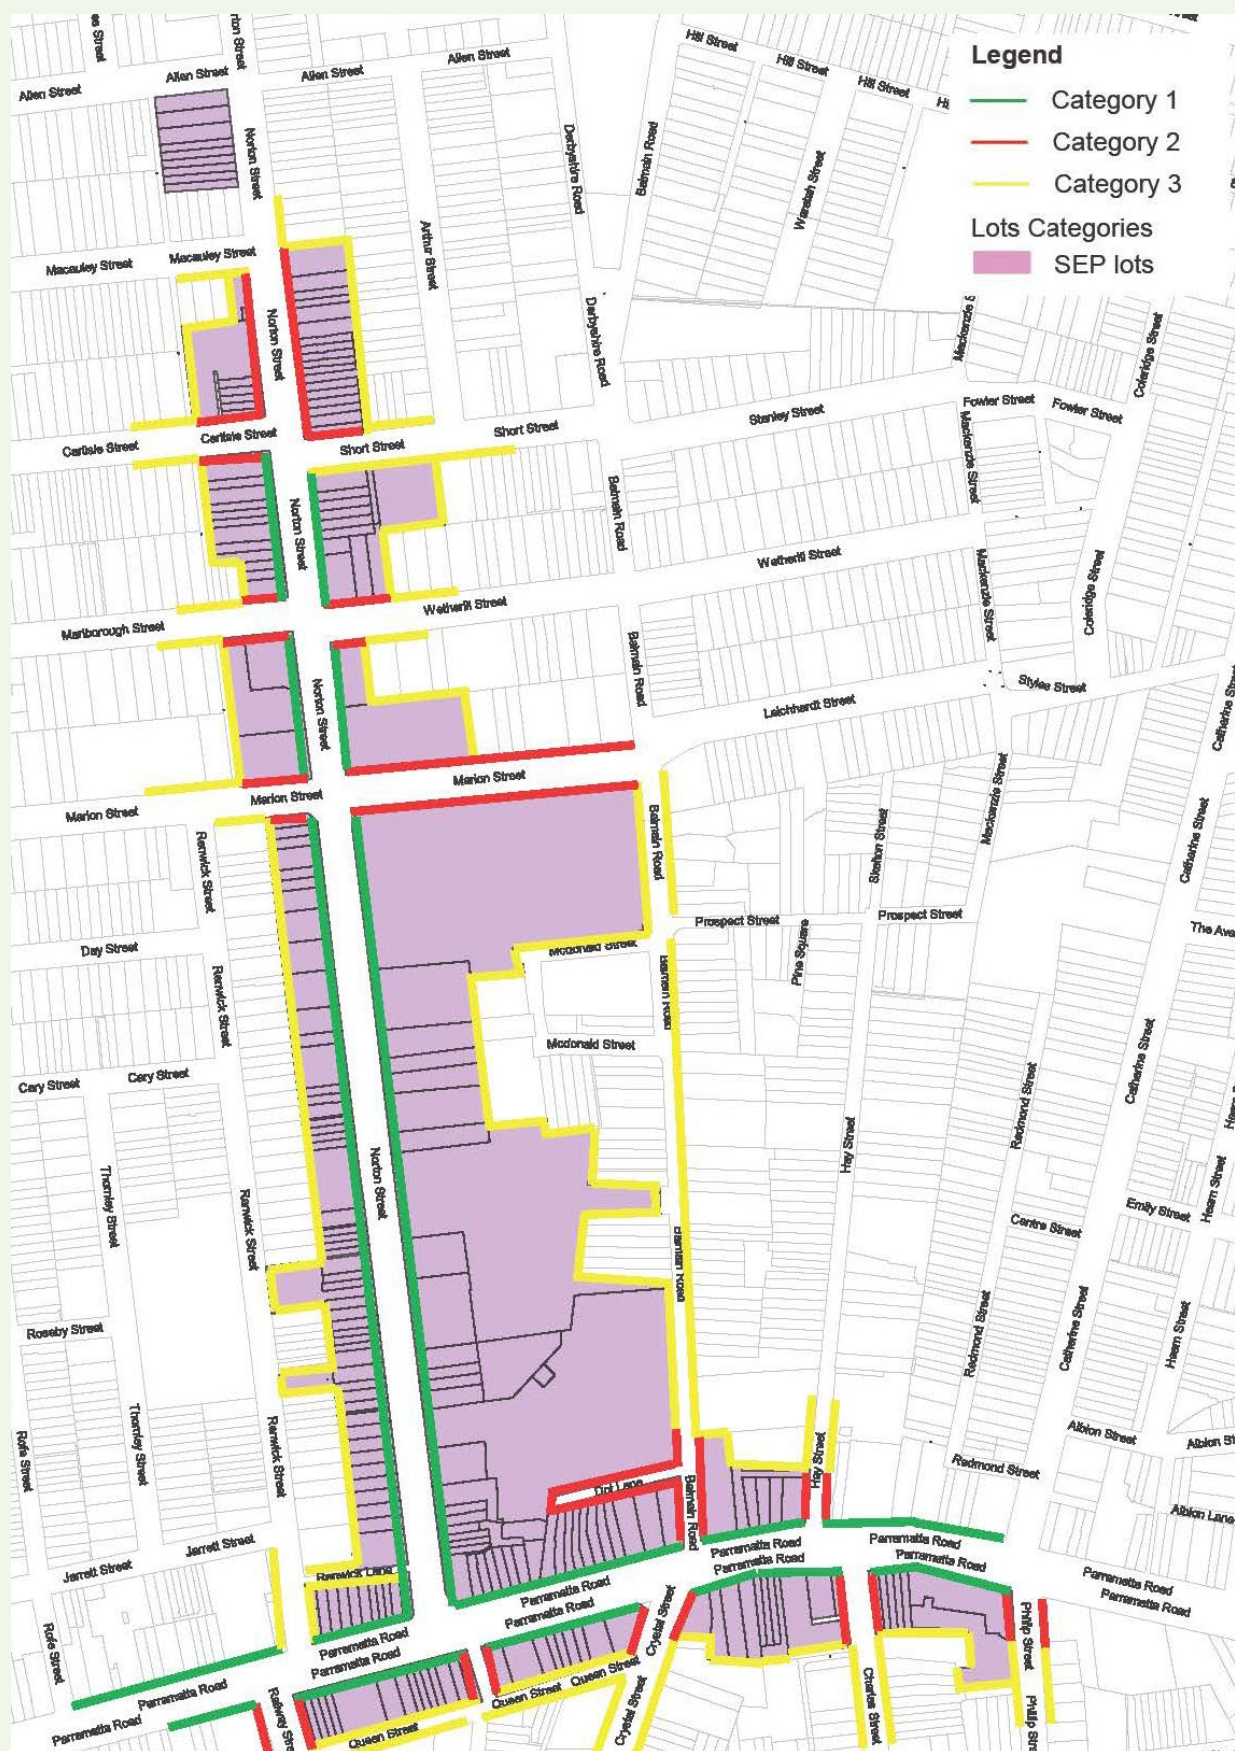 Legend
Category 1
Category 2
Category 3
Lots Categories
SEP lots
Hill Street
Hill Street
Hill Street
Allen Street
Allen Street
Allen Street
Allen Street
Norton Street
Derbyshire Road
Balmain Road
Waratah Street
Arthur Street
Macauley Street
Macauley Street
Norton Street
Derbyshire Road
Coleridge Street
Carlisle Street
Carlisle Street
Short Street
Short Street
Stanley Street
Fowler Street
Fowler Street
Mackenzie Street
Norton Street
Balmain Road
Wetherill Street
Wetherill Street
Mackenzie Street
Coleridge Street
Marlborough Street
Norton Street
Balmain Road
Leichhardt Street
Styles Street
Marion Street
Marion Street
Marion Street
Renwick Street
Balmain Road
Skelton Street
Mackenzie Street
Catherine Street
Prospect Street
Prospect Street
Day Street
Mcdonald Street
Pine Square
Renwick Street
Balmain Road
Mcdonald Street
Cary Street
Cary Street
Catherine Street
Redmond Street
Hay Street
Norton Street
Thornley Street
Renwick Street
Emily Street
Hearn Street
Centre Street
Balmain Road
Roseby Street
Redmond Street
Catherine Street
Hearn Street
Rofe Street
Thornley Street
Renwick Street
Albion Street
Hay Street
Redmond Street
Dot Lane
Balmain Road
Albion Lane
Jarrett Street
Jarrett Street
Renwick Lane
Parramatta Road
Parramatta Road
Parramatta Road
Parramatta Road
Parramatta Road
Parramatta Road
Parramatta Road
Parramatta Road
Parramatta Road
Parramatta Road
Crystal Street
Philip Street
Rofe Street
Queen Street
Queen Street
Parramatta Road
Parramatta Road
Crystal Street
Charles Street
Queen Street